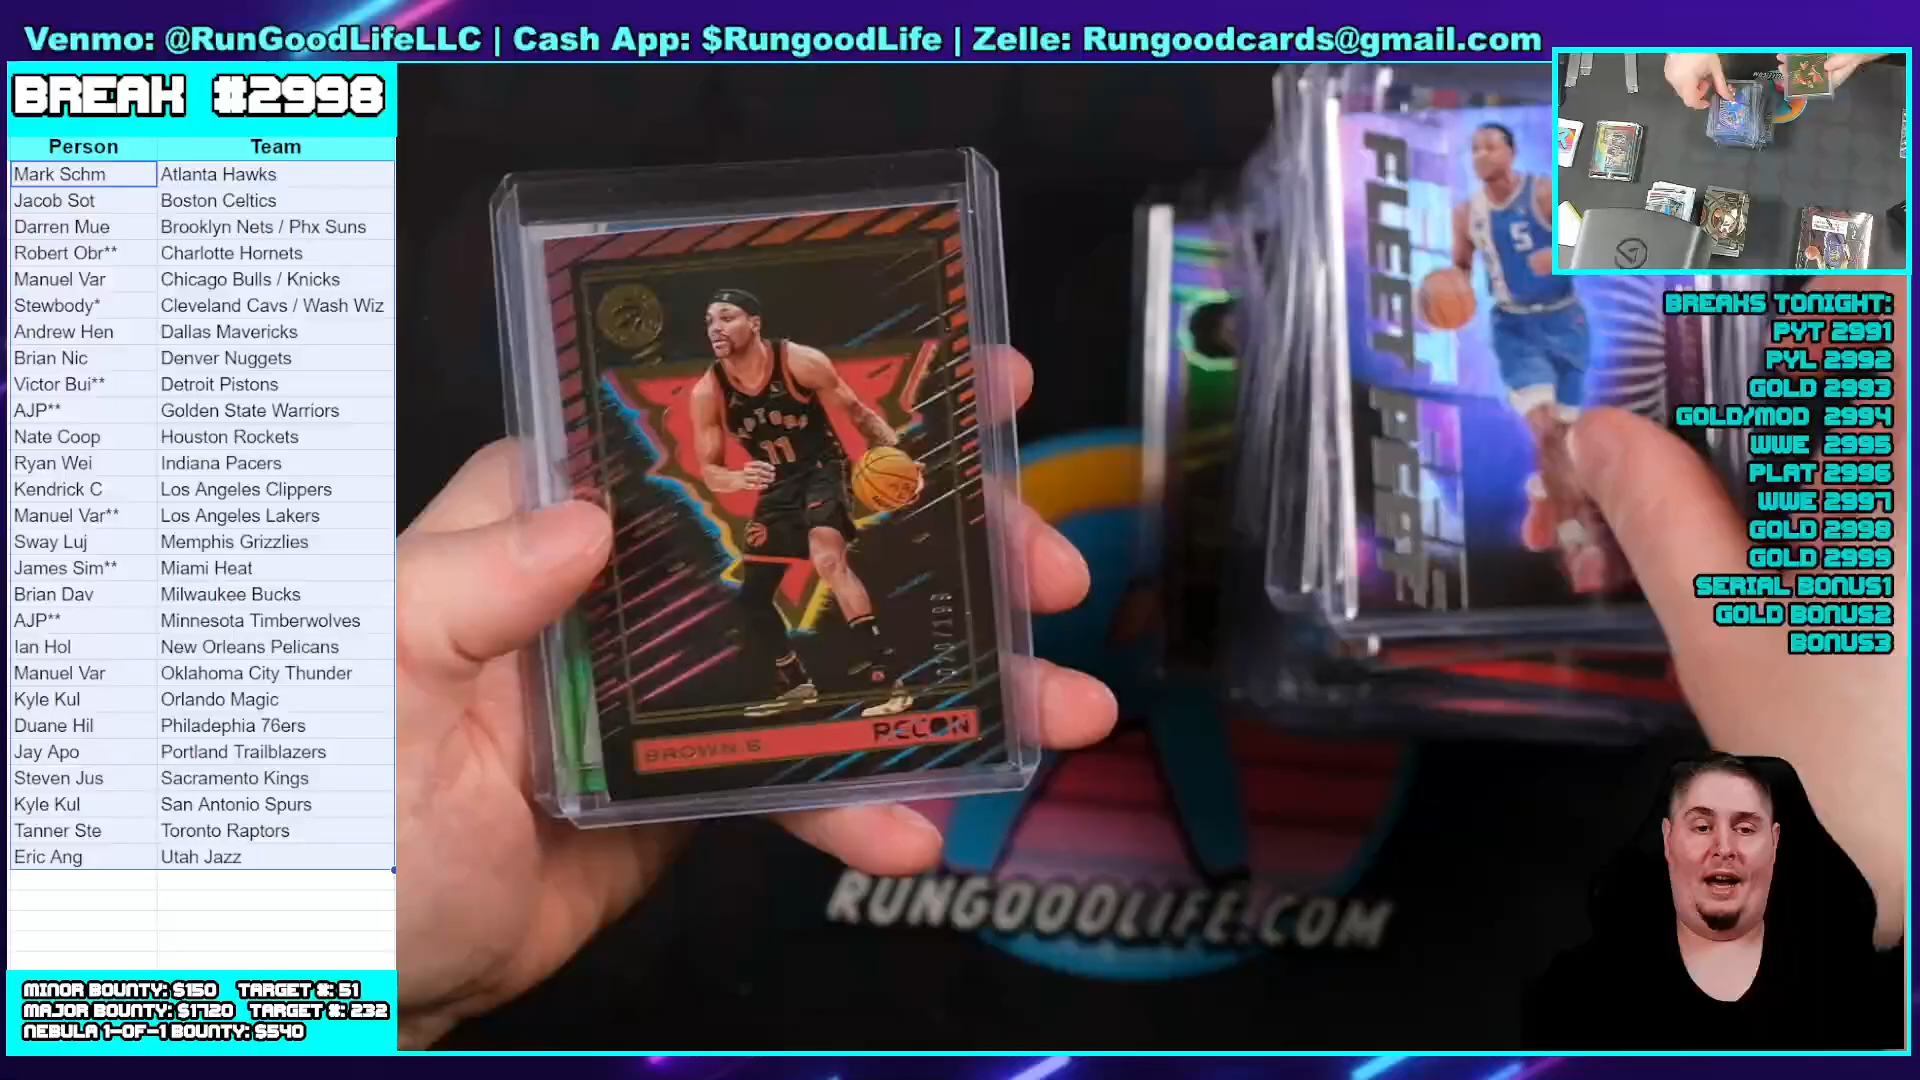 Venmo: @RunGoodLifeLLC | Cash App: $RungoodLife | Zelle: Rungoodcards@gmail.com
BREAK #2998
Person Team
Mark Schm Atlanta Hawks
Jacob Sot Boston Celtics
Darren Mue Brooklyn Nets / Phx Suns
Robert Obr** Charlotte Hornets
Manuel Var Chicago Bulls / Knicks
Stewbody* Cleveland Cavs / Wash Wiz
Andrew Hen Dallas Mavericks
Brian Nic Denver Nuggets
Victor Bui** Detroit Pistons
AJP** Golden State Warriors
Nate Coop Houston Rockets
Ryan Wei Indiana Pacers
Kendrick C Los Angeles Clippers
Manuel Var** Los Angeles Lakers
Sway Luj Memphis Grizzlies
James Sim** Miami Heat
Brian Dav Milwaukee Bucks
AJP** Minnesota Timberwolves
Ian Hol New Orleans Pelicans
Manuel Var Oklahoma City Thunder
Kyle Kul Orlando Magic
Duane Hil Philadephia 76ers
Jay Apo Portland Trailblazers
Steven Jus Sacramento Kings
Kyle Kul San Antonio Spurs
Tanner Ste Toronto Raptors
Eric Ang Utah Jazz
MINOR BOUNTY: $150 TARGET #: 51
MAJOR BOUNTY: $1720 TARGET #: 232
NEBULA 1-OF-1 BOUNTY: $540
11
BROWN.B
RECON
FLEET
FEET
5
RUNGOODLIFE.COM
BREAKS TONIGHT:
PYT 2991
PYL 2992
GOLD 2993
GOLD/MOD 2994
WWE 2995
PLAT 2996
WWE 2997
GOLD 2998
GOLD 2999
SERIAL BONUS1
GOLD BONUS2
BONUS3